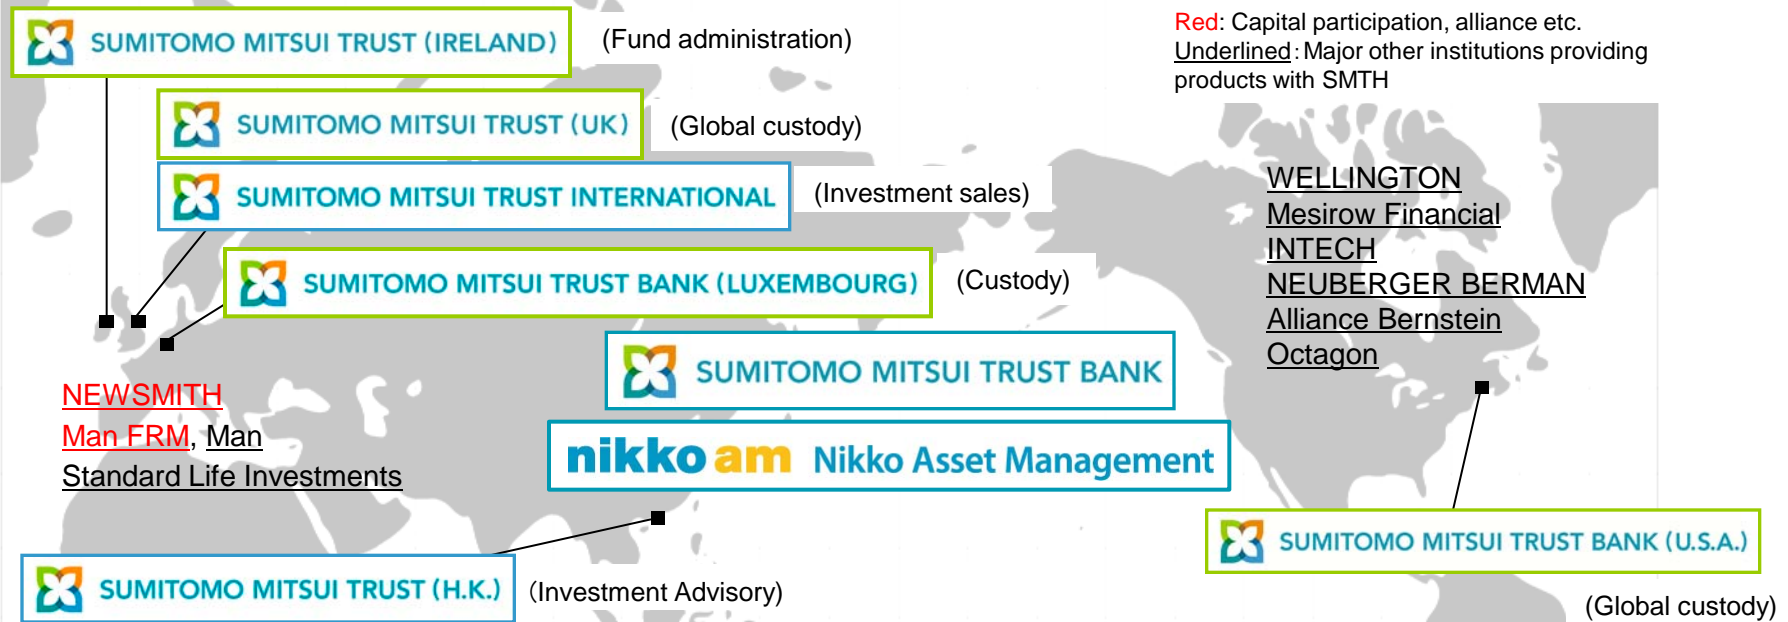 SUMITOMO MITSUI TRUST (IRELAND) (Fund administration)
Red: Capital participation, alliance etc.
Underlined: Major other institutions providing
products with SMTH
SUMITOMO MITSUI TRUST (UK) (Global custody)
SUMITOMO MITSUI TRUST INTERNATIONAL (Investment sales)
SUMITOMO MITSUI TRUST BANK (LUXEMBOURG) (Custody)
WELLINGTON
Mesirow Financial
INTECH
NEUBERGER BERMAN
Alliance Bernstein
Octagon
SUMITOMO MITSUI TRUST BANK
nikko am Nikko Asset Management
NEWSMITH
Man FRM, Man
Standard Life Investments
SUMITOMO MITSUI TRUST (H.K.) (Investment Advisory)
SUMITOMO MITSUI TRUST BANK (U.S.A.)
(Global custody)